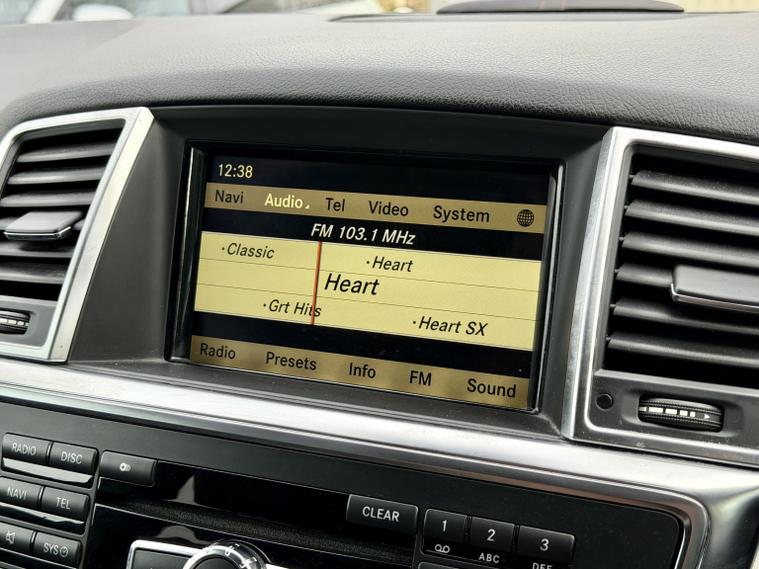 12:38
Navi Audio Tel Video System
FM 103.1 MHz
·Classic ·Heart
Heart
·Grt Hits ·Heart SX
Radio Presets Info FM Sound
RADIO DISC
NAVI TEL
SYS
CLEAR
1 2 3
ABC DEF